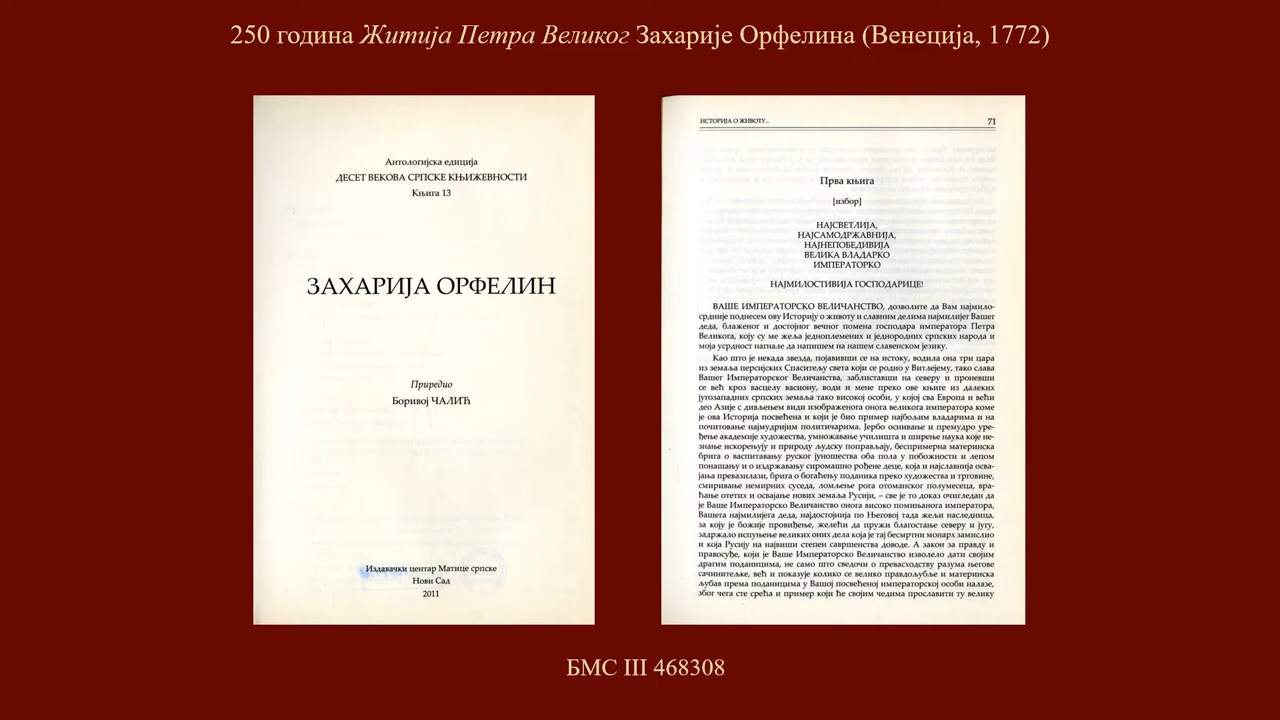 250 година Житија Петра Великог Захарије Орфелина (Венеција, 1772)
Антологијска едиција
ДЕСЕТ ВЕКОВА СРПСКЕ КЊИЖЕВНОСТИ
Књига 13
ЗАХАРИЈА ОРФЕЛИН
Приредио
Боривој ЧАЛИЋ
Издавачки центар Матице српске
Нови Сад
2011
ИСТОРИЈА О ЖИВОТУ... 71
Прва књига
[избор]
НАЈСВЕТЛИЈА,
НАЈСАМОДРЖАВНИЈА,
НАЈНЕПОБЕДИВИЈА
ВЕЛИКА ВЛАДАРКО
ИМПЕРАТОРКО
НАЈМИЛОСТИВИЈА ГОСПОДАРИЦЕ!
ВАШЕ ИМПЕРАТОРСКО ВЕЛИЧАНСТВО, дозволите да Вам најмило-
срдније поднесем ову Историју о животу и славним делима најмилијег Вашег
деда, блаженог и достојног вечног помена господара императора Петра
Великога, коју су ме жеља једноплемених и једнородних српских народа и
моја усрдност нагнале да напишем на нашем славенском језику.
Као што је некада звезда, појавивши се на истоку, водила она три цара
из земаља персијских Спаситељу света који се родио у Витлејему, тако слава
Вашег Императорског Величанства, заблиставши на северу и проневши
се већ кроз васцелу васиону, води и мене преко ове књиге из далеких
југозападних српских земаља тако високој особи, у којој сва Европа и већи
део Азије с дивљењем види изображенога онога великога императора коме
је ова Историја посвећена и који је био пример најбољим владарима и на
почитовање најмудријим политичарима. Јербо оснивање и премудро уре-
ђење академије художества, умножавање училишта и ширење наука које не-
знање искорењују и природу људску поправљају, беспримерна материнска
брига о васпитавању руског јуношества оба пола у побожности и лепом
понашању и о издржавању сиромашно рођене деце, која и најславнија осва-
јања превазилази, брига о богаћењу поданика преко художества и трговине,
смиривање немирних суседа, ломљење рога отоманског полумесеца, вра-
ћање отетих и освајање нових земаља Русији, – све је то доказ очигледан да
је Ваше Императорско Величанство онога високо помињанога императора,
Вашега најмилијега деда, најдостојнија по Његовој тада жељи наследница,
за коју је божије провиђење, желећи да пружи благостање северу и југу,
задржало испуњење великих оних дела која је тај бесмртни монарх замислио
и која Русију на највиши степен савршенства доводе. А закон за правду и
правосуђе, који је Ваше Императорско Величанство изволело дати својим
драгим поданицима, не само што сведочи о превасходству разума његове
сачинитељке, већ и показује колико се велико правдољубље и материнска
љубав према поданицима у Вашој посвећеној императорској особи налазе,
због чега сте срећа и пример који ће својим чедима прославити ту велику
БМС III 468308